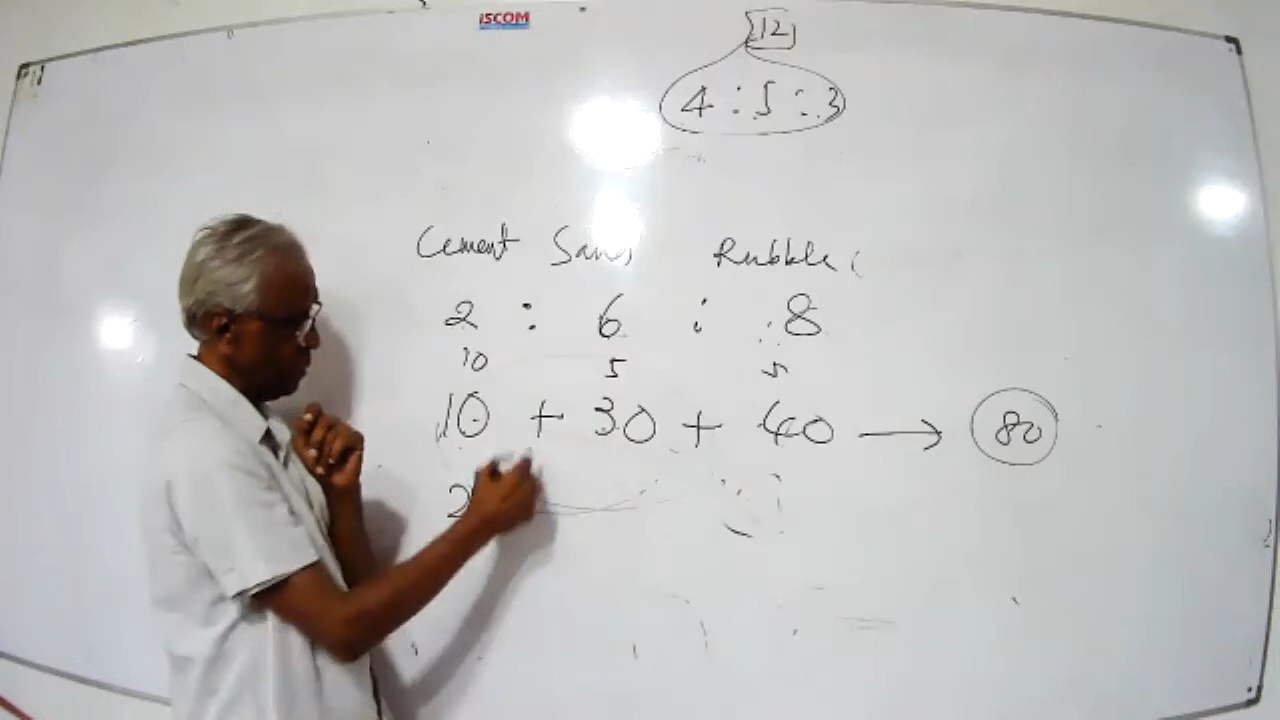 iSCOM
12
4 : 5 : 3
Cement Sand Rubble
2 : 6 : 8
10 5 5
10 + 30 + 40 → 80
2